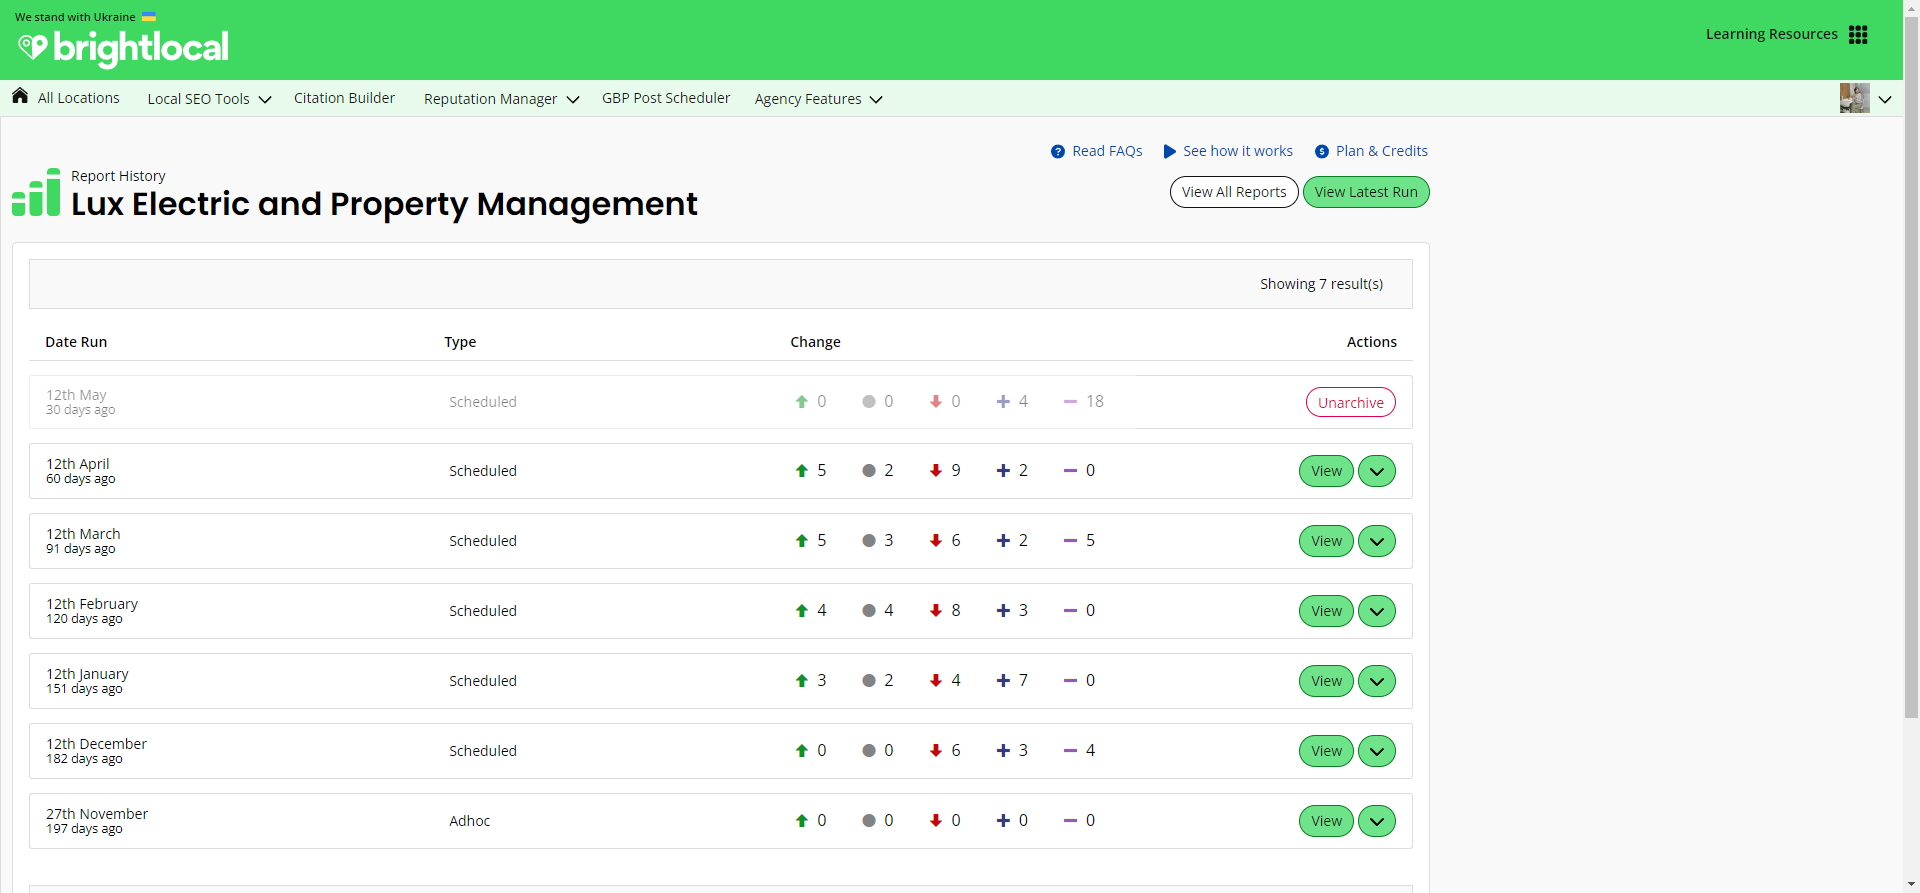 We stand with Ukraine
brightlocal
Learning Resources
All Locations Local SEO Tools Citation Builder Reputation Manager GBP Post Scheduler Agency Features
Read FAQs See how it works Plan & Credits
Report History
Lux Electric and Property Management
View All Reports View Latest Run
Showing 7 result(s)
Date Run Type Change Actions
12th May
30 days ago
Scheduled 0 0 0 4 18 Unarchive
12th April
60 days ago
Scheduled 5 2 9 2 0 View
12th March
91 days ago
Scheduled 5 3 6 2 5 View
12th February
120 days ago
Scheduled 4 4 8 3 0 View
12th January
151 days ago
Scheduled 3 2 4 7 0 View
12th December
182 days ago
Scheduled 0 0 6 3 4 View
27th November
197 days ago
Adhoc 0 0 0 0 0 View